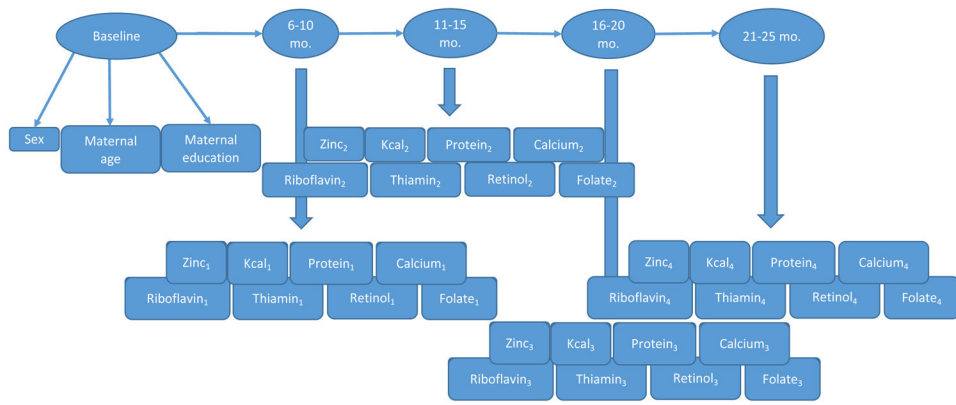 Baseline
6-10
mo.
11-15
mo.
16-20
mo.
21-25 mo.
Sex
Maternal
age
Maternal
education
Zinc₂ Kcal₂ Protein₂ Calcium₂
Riboflavin₂ Thiamin₂ Retinol₂ Folate₂
Zinc₁ Kcal₁ Protein₁ Calcium₁
Riboflavin₁ Thiamin₁ Retinol₁ Folate₁
Zinc₄ Kcal₄ Protein₄ Calcium₄
Riboflavin₄ Thiamin₄ Retinol₄ Folate₄
Zinc₃ Kcal₃ Protein₃ Calcium₃
Riboflavin₃ Thiamin₃ Retinol₃ Folate₃